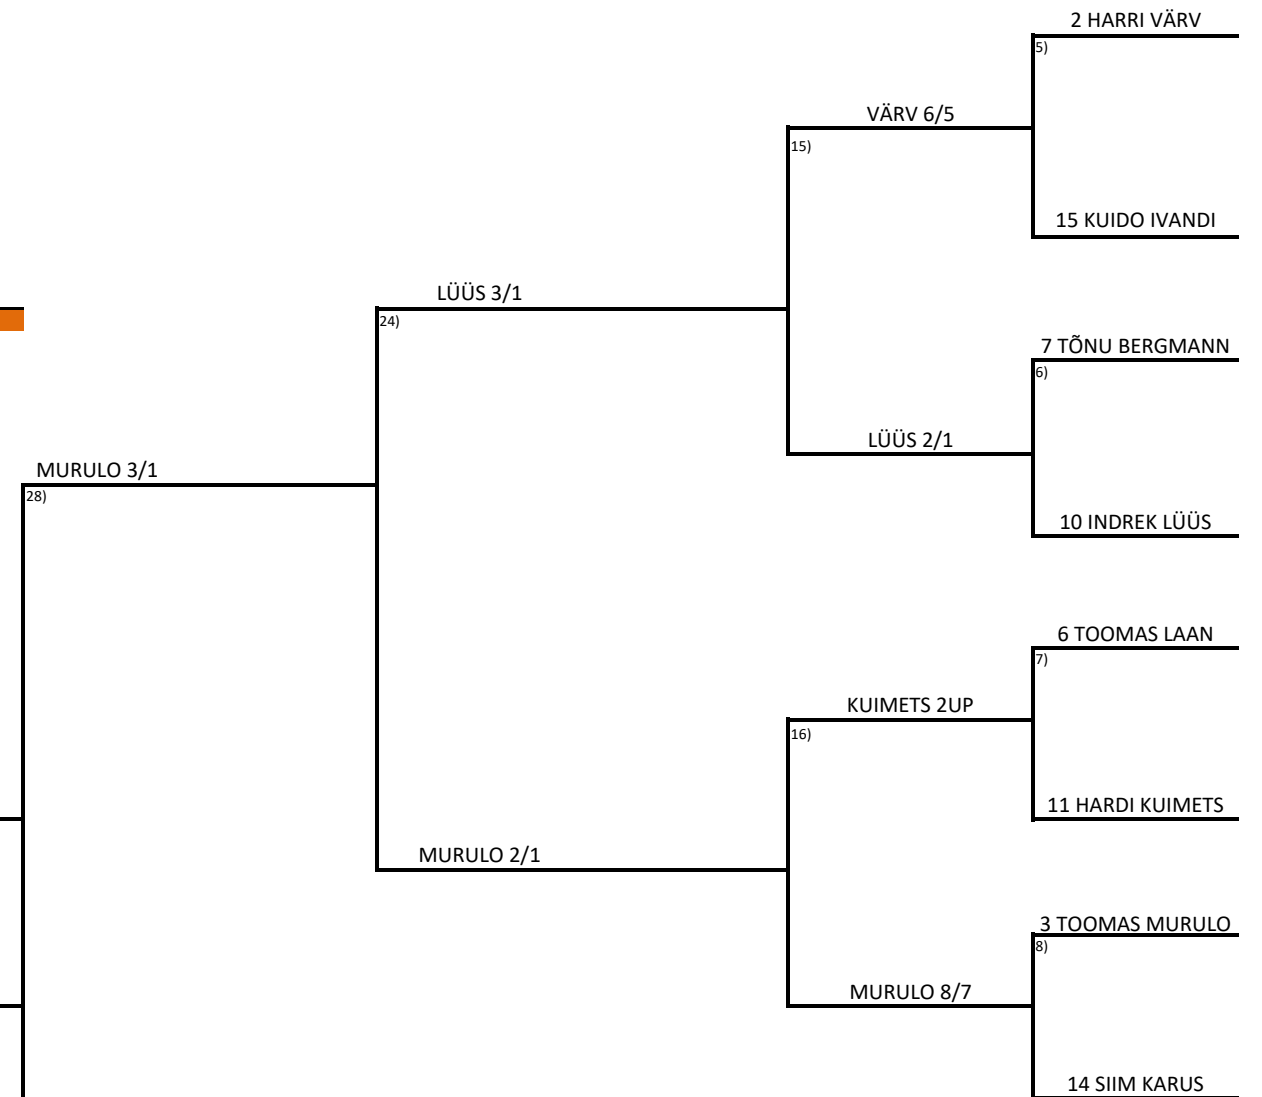 2 HARRI VÄRV
5)
VÄRV 6/5
15)
15 KUIDO IVANDI
LÜÜS 3/1
24)
7 TÕNU BERGMANN
6)
LÜÜS 2/1
MURULO 3/1
28)
10 INDREK LÜÜS
6 TOOMAS LAAN
7)
KUIMETS 2UP
16)
11 HARDI KUIMETS
MURULO 2/1
3 TOOMAS MURULO
8)
MURULO 8/7
14 SIIM KARUS